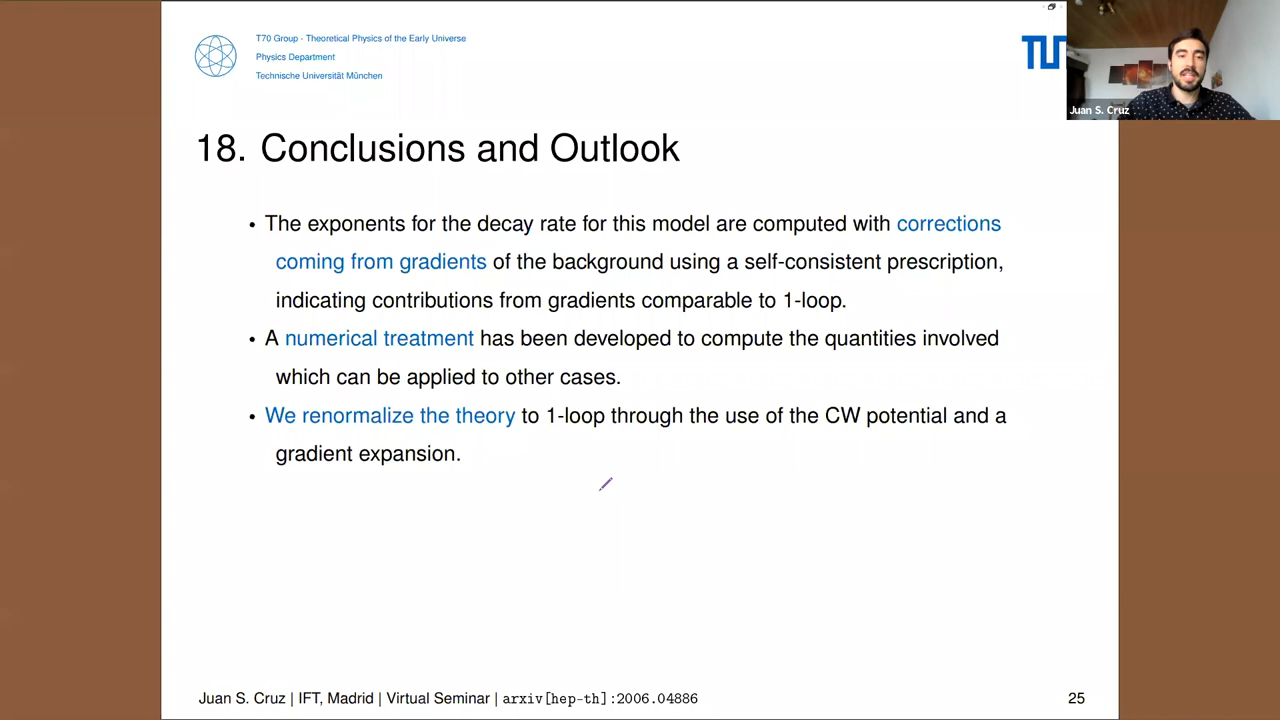 T70 Group - Theoretical Physics of the Early Universe
Physics Department
Technische Universität München
TU
Juan S. Cruz
18. Conclusions and Outlook
• The exponents for the decay rate for this model are computed with corrections
coming from gradients of the background using a self-consistent prescription,
indicating contributions from gradients comparable to 1-loop.
• A numerical treatment has been developed to compute the quantities involved
which can be applied to other cases.
• We renormalize the theory to 1-loop through the use of the CW potential and a
gradient expansion.
Juan S. Cruz | IFT, Madrid | Virtual Seminar | arxiv[hep-th]:2006.04886
25